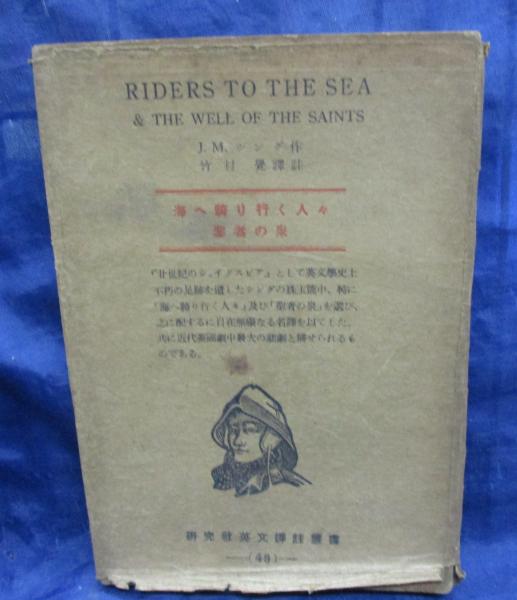 RIDERS TO THE SEA
& THE WELL OF THE SAINTS
J. M. シング 作
竹村 覺 譯註
海へ騎り行く人々
聖者の泉
『廿世紀のシェイクスピア』として英文學史上
不朽の足跡を遺したシングの珠玉篇中、特に
「海へ騎り行く人々」及び「聖者の泉」を選び、
之に配するに自在無礙なる名譯を以てした。
共に近代英國劇中最大の悲劇と稱せられるも
のである。
研究社英文譯註叢書
(48)